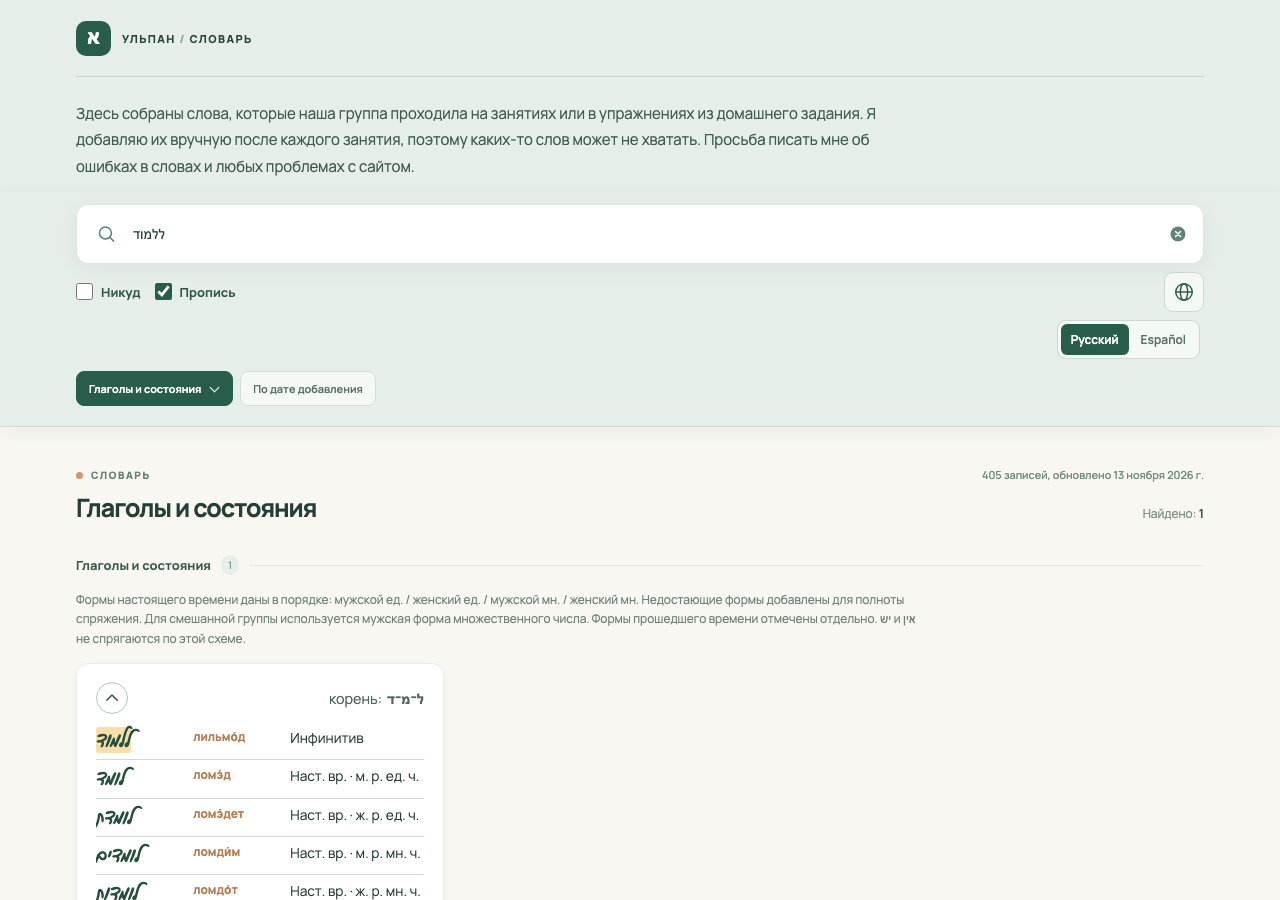 א УЛЬПАН / СЛОВАРЬ
Здесь собраны слова, которые наша группа проходила на занятиях или в упражнениях из домашнего задания. Я
добавляю их вручную после каждого занятия, поэтому каких-то слов может не хватать. Просьба писать мне об
ошибках в словах и любых проблемах с сайтом.
ללמוד
Никуд Пропись
Русский Español
Глаголы и состояния По дате добавления
СЛОВАРЬ 405 записей, обновлено 13 ноября 2026 г.
Глаголы и состояния Найдено: 1
Глаголы и состояния 1
Формы настоящего времени даны в порядке: мужской ед. / женский ед. / мужской мн. / женский мн. Недостающие формы добавлены для полноты
спряжения. Для смешанной группы используется мужская форма множественного числа. Формы прошедшего времени отмечены отдельно. יש и אין
не спрягаются по этой схеме.
корень: ל־מ־ד
ללמוד лильмо́д Инфинитив
לומד ломэ́д Наст. вр. · м. р. ед. ч.
לומדת ломэ́дет Наст. вр. · ж. р. ед. ч.
לומדים ломди́м Наст. вр. · м. р. мн. ч.
לומדות ломдо́т Наст. вр. · ж. р. мн. ч.